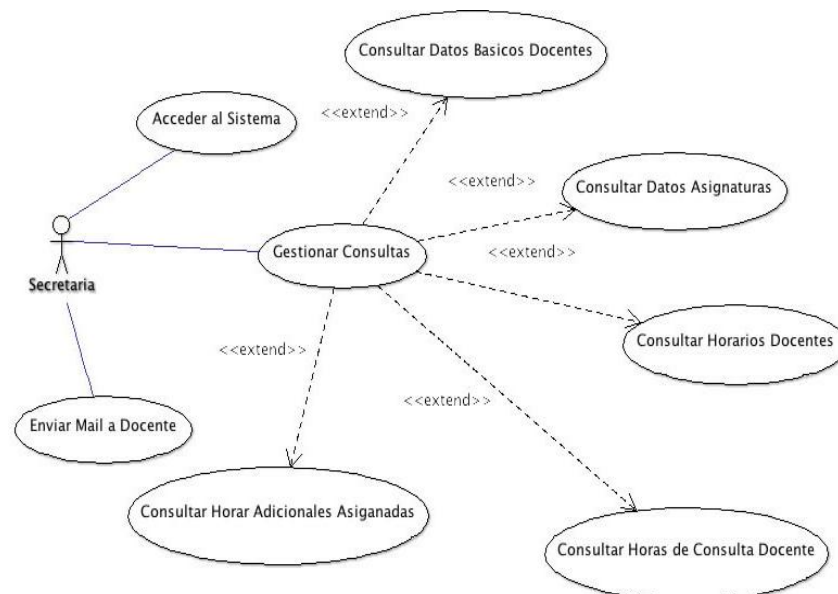 Consultar Datos Basicos Docentes
Acceder al Sistema
<<extend>>
<<extend>>
Consultar Datos Asignaturas
Gestionar Consultas
<<extend>>
Secretaria
Consultar Horarios Docentes
<<extend>>
<<extend>>
Enviar Mail a Docente
Consultar Horar Adicionales Asiganadas
Consultar Horas de Consulta Docente